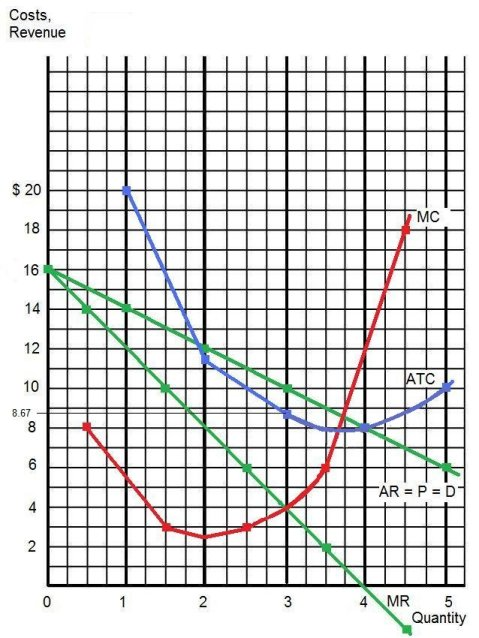 Costs,
Revenue
$ 20
18
MC
16
14
12
ATC
10
8.67
8
6
AR = P = D
4
2
0 1 2 3 4 MR 5
Quantity